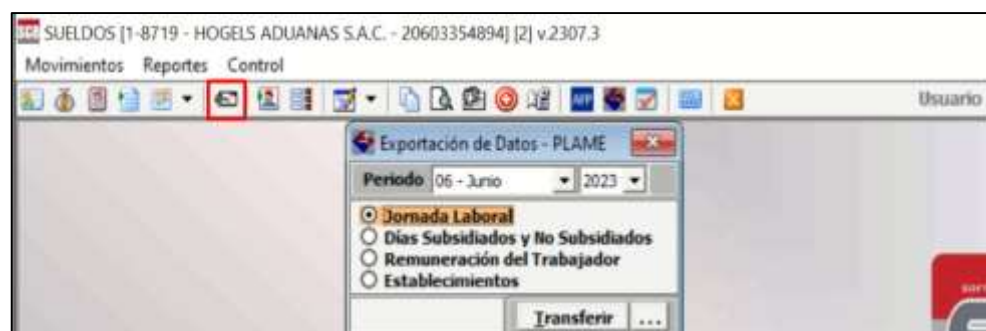 SUELDOS [1-8719 - HOGELS ADUANAS S.A.C. - 20603354894] [2] v.2307.3
Movimientos Reportes Control
AFP Usuario
Exportación de Datos - PLAME
Periodo 06 - Junio 2023
Jornada Laboral
Días Subsidiados y No Subsidiados
Remuneración del Trabajador
Establecimientos
Transferir ...